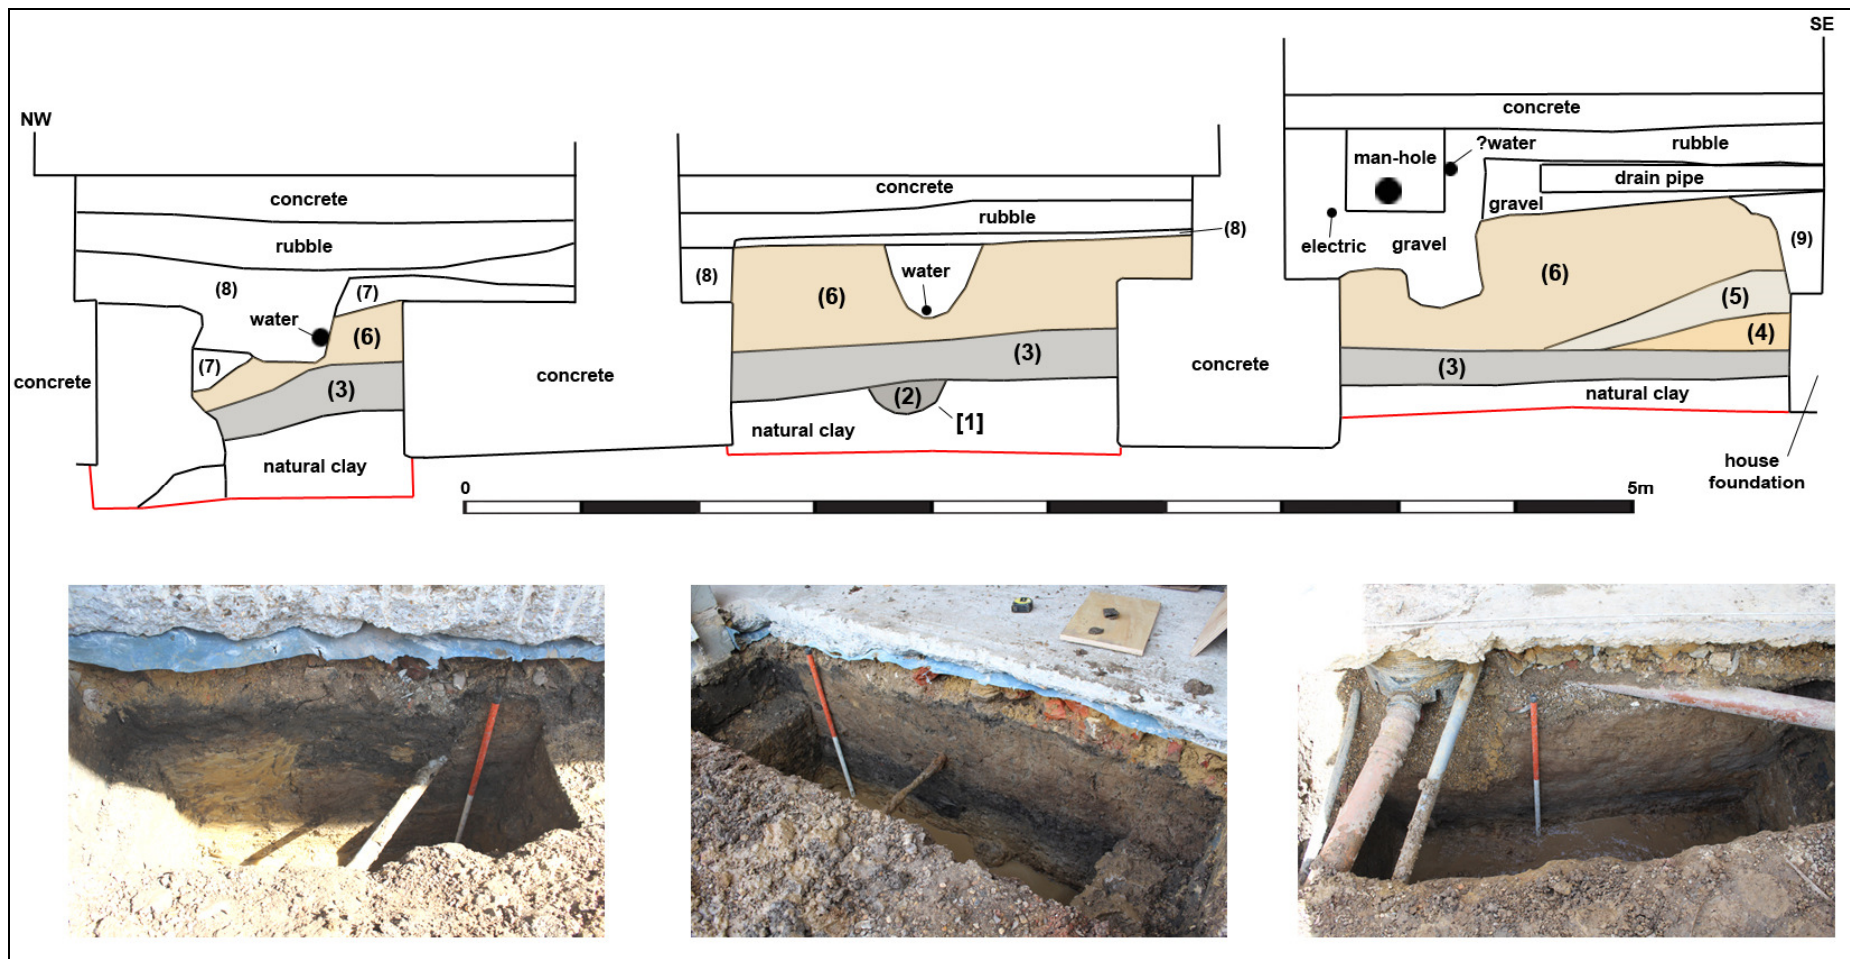 SE
NW
concrete
rubble
(8)
(7)
water
(6)
(7)
(3)
concrete
natural clay
concrete
concrete
rubble
(8)
(8)
water
(6)
(3)
(2)
[1]
natural clay
concrete
concrete
rubble
man-hole
?water
drain pipe
gravel
electric
gravel
(9)
(6)
(5)
(4)
(3)
natural clay
house
foundation
0
5m